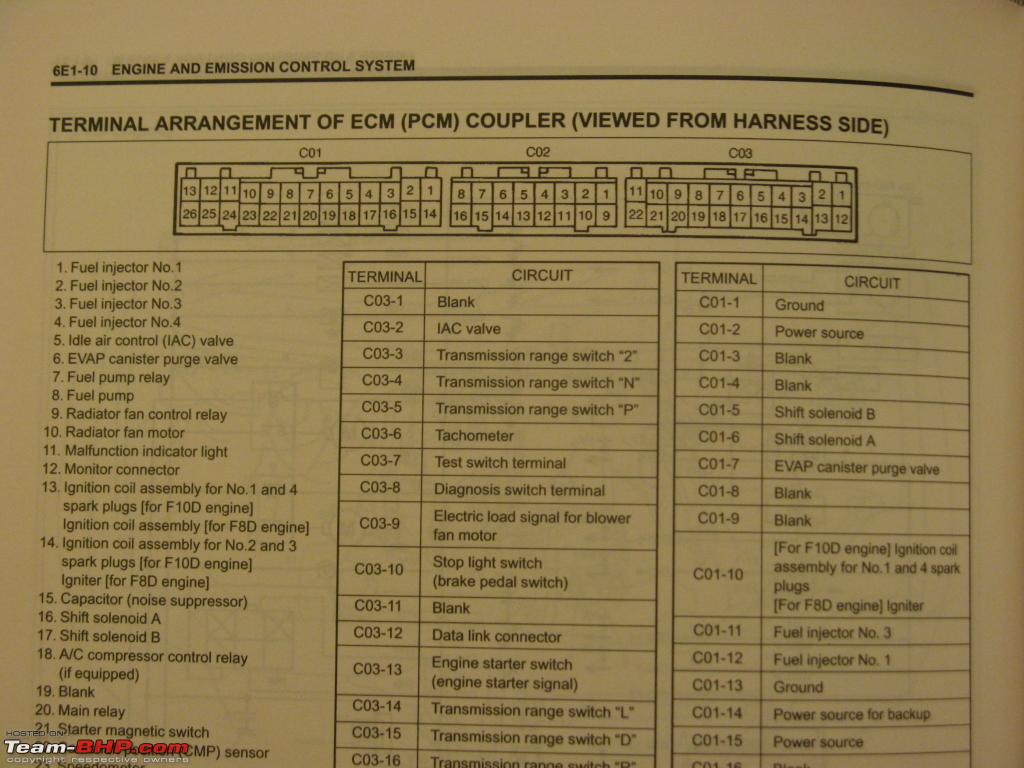 6E1-10 ENGINE AND EMISSION CONTROL SYSTEM
TERMINAL ARRANGEMENT OF ECM (PCM) COUPLER (VIEWED FROM HARNESS SIDE)
C01 C02 C03
13 12 11 10 9 8 7 6 5 4 3 2 1 8 7 6 5 4 3 2 1 11 10 9 8 7 6 5 4 3 2 1
26 25 24 23 22 21 20 19 18 17 16 15 14 16 15 14 13 12 11 10 9 22 21 20 19 18 17 16 15 14 13 12
1. Fuel injector No.1
2. Fuel injector No.2
3. Fuel injector No.3
4. Fuel injector No.4
5. Idle air control (IAC) valve
6. EVAP canister purge valve
7. Fuel pump relay
8. Fuel pump
9. Radiator fan control relay
10. Radiator fan motor
11. Malfunction indicator light
12. Monitor connector
13. Ignition coil assembly for No.1 and 4
spark plugs [for F10D engine]
Ignition coil assembly [for F8D engine]
14. Ignition coil assembly for No.2 and 3
spark plugs [for F10D engine]
Igniter [for F8D engine]
15. Capacitor (noise suppressor)
16. Shift solenoid A
17. Shift solenoid B
18. A/C compressor control relay
(if equipped)
19. Blank
20. Main relay
21. Starter magnetic switch
(CMP) sensor
23. Speedometer
TERMINAL CIRCUIT
C03-1 Blank
C03-2 IAC valve
C03-3 Transmission range switch "2"
C03-4 Transmission range switch "N"
C03-5 Transmission range switch "P"
C03-6 Tachometer
C03-7 Test switch terminal
C03-8 Diagnosis switch terminal
C03-9 Electric load signal for blower
fan motor
C03-10 Stop light switch
(brake pedal switch)
C03-11 Blank
C03-12 Data link connector
C03-13 Engine starter switch
(engine starter signal)
C03-14 Transmission range switch "L"
C03-15 Transmission range switch "D"
C03-16 Transmission range switch "R"
TERMINAL CIRCUIT
C01-1 Ground
C01-2 Power source
C01-3 Blank
C01-4 Blank
C01-5 Shift solenoid B
C01-6 Shift solenoid A
C01-7 EVAP canister purge valve
C01-8 Blank
C01-9 Blank
C01-10 [For F10D engine] Ignition coil
assembly for No.1 and 4 spark
plugs
[For F8D engine] Igniter
C01-11 Fuel injector No. 3
C01-12 Fuel injector No. 1
C01-13 Ground
C01-14 Power source for backup
C01-15 Power source
C01-16 Blank
HOSTED ON
Team-BHP.com
copyright respective owners